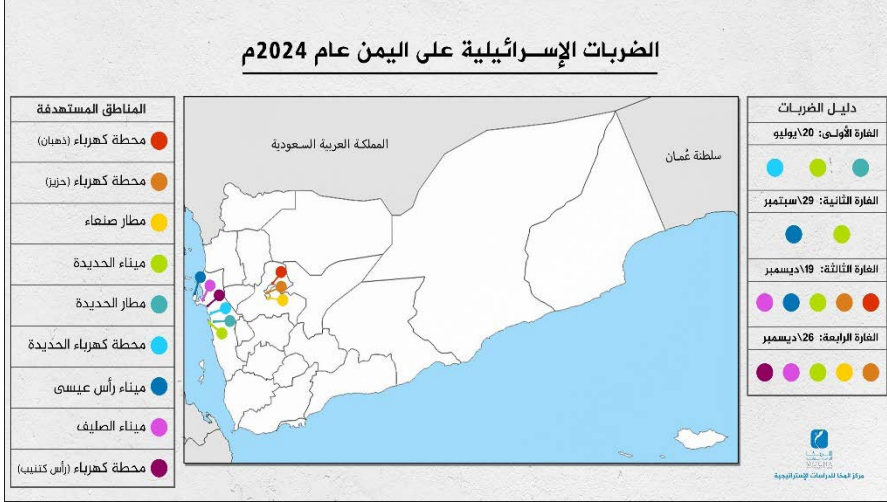 الضربات الإسـرائيلية على اليمن عام 2024م
دليـل الضربـات
الغارة الأولـى: 20\يوليو
الغارة الثانية: 29\سبتمبر
الغارة الثالثة: 19\ديسمبر
الغارة الرابعة: 26\ديسمبر
سلطنة عُمـان
المملكة العربية السعودية
المناطق المستهدفة
محطة كهرباء (ذهبان)
محطة كهرباء (حزيز)
مطار صنعاء
ميناء الحديدة
مطار الحديدة
محطة كهرباء الحديدة
ميناء رأس عيسى
ميناء الصليف
محطة كهرباء (رأس كتنيب)
مركز المخا للدراسات الإستراتيجية